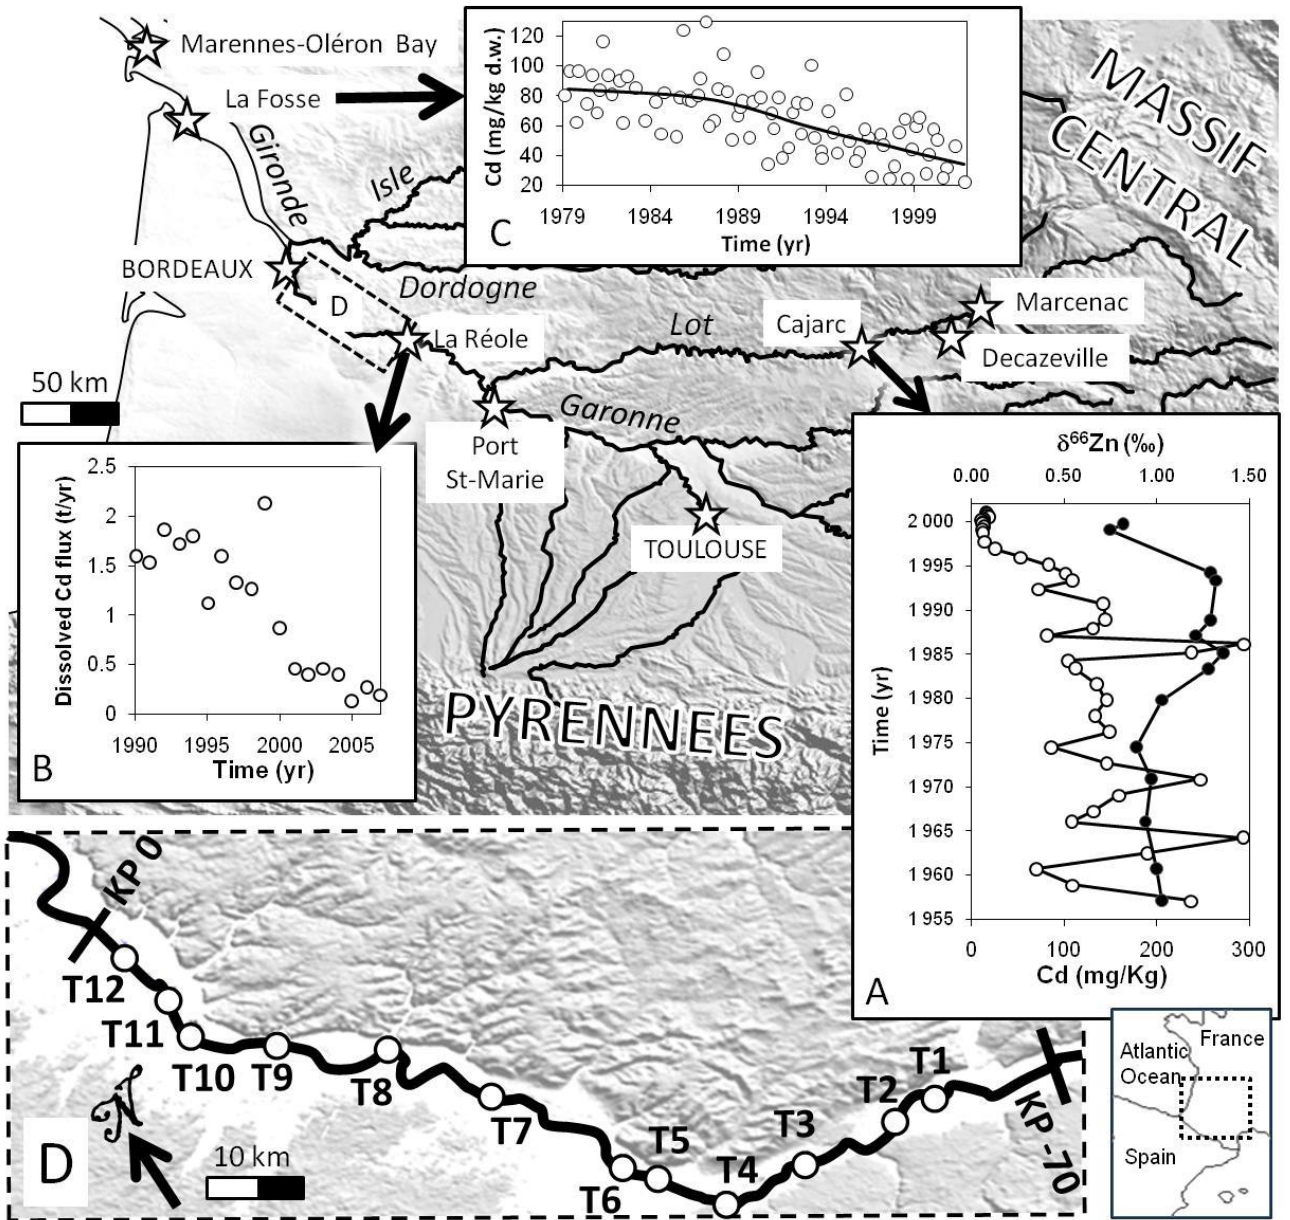 Marennes-Oléron Bay
La Fosse
Gironde
Isle
BORDEAUX
D
Dordogne
La Réole
Lot
Cajarc
Marcenac
Decazeville
50 km
Garonne
Port
St-Marie
TOULOUSE
MASSIF
CENTRAL
PYRENNEES
Cd (mg/kg d.w.)
120
100
80
60
40
20
1979 1984 1989 1994 1999
Time (yr)
C
Dissolved Cd flux (t/yr)
2.5
2
1.5
1
0.5
0
1990 1995 2000 2005
Time (yr)
B
δ⁶⁶Zn (‰)
0.00 0.50 1.00 1.50
Time (yr)
2 000
1 995
1 990
1 985
1 980
1 975
1 970
1 965
1 960
1 955
0 100 200 300
Cd (mg/Kg)
A
KP 0
T12
T11
T10
T9
T8
T7
T6
T5
T4
T3
T2
T1
KP -70
N
D
10 km
France
Atlantic
Ocean
Spain